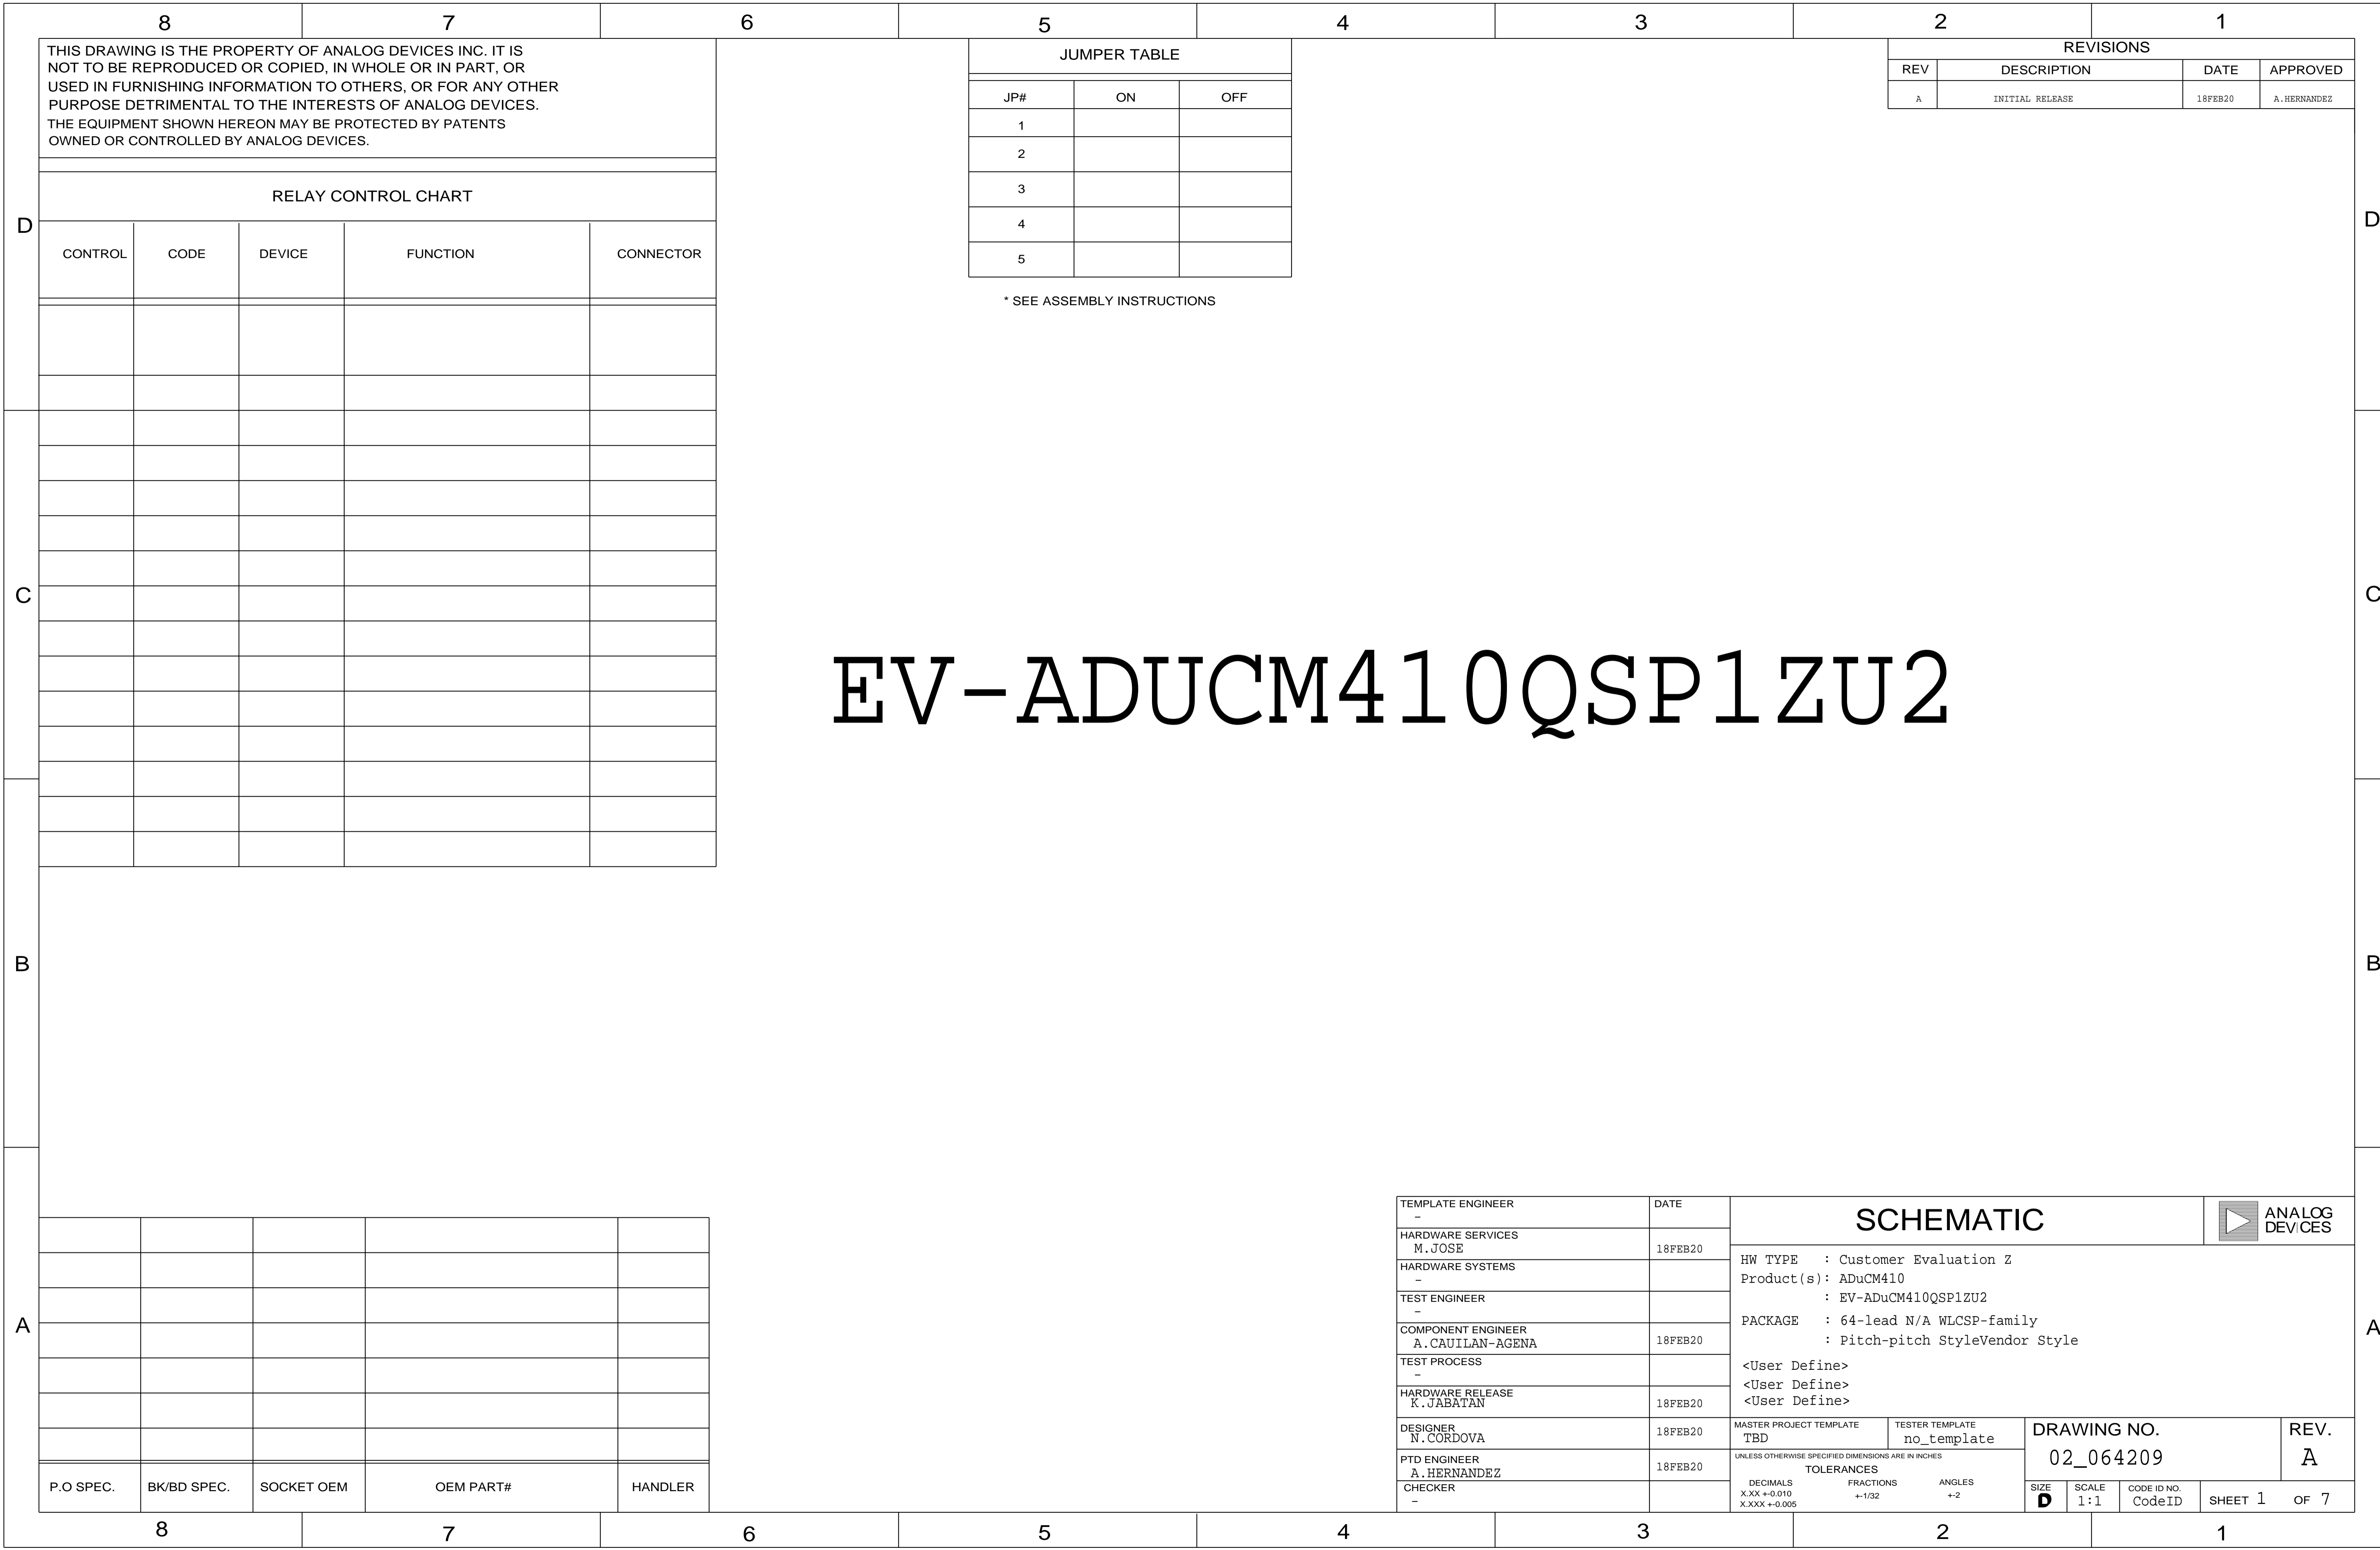 8 7 6 5 4 3 2 1
THIS DRAWING IS THE PROPERTY OF ANALOG DEVICES INC. IT IS
NOT TO BE REPRODUCED OR COPIED, IN WHOLE OR IN PART, OR
USED IN FURNISHING INFORMATION TO OTHERS, OR FOR ANY OTHER
PURPOSE DETRIMENTAL TO THE INTERESTS OF ANALOG DEVICES.
THE EQUIPMENT SHOWN HEREON MAY BE PROTECTED BY PATENTS
OWNED OR CONTROLLED BY ANALOG DEVICES.
RELAY CONTROL CHART
CONTROL CODE DEVICE FUNCTION CONNECTOR
JUMPER TABLE
JP# ON OFF
1
2
3
4
5
* SEE ASSEMBLY INSTRUCTIONS
REVISIONS
REV DESCRIPTION DATE APPROVED
A INITIAL RELEASE 18FEB20 A.HERNANDEZ
D D
C C
EV-ADUCM410QSP1ZU2
B B
A A
P.O SPEC. BK/BD SPEC. SOCKET OEM OEM PART# HANDLER
TEMPLATE ENGINEER DATE
-
HARDWARE SERVICES
M.JOSE 18FEB20
HARDWARE SYSTEMS
-
TEST ENGINEER
-
COMPONENT ENGINEER
A.CAUILAN-AGENA 18FEB20
TEST PROCESS
-
HARDWARE RELEASE
K.JABATAN 18FEB20
DESIGNER
N.CORDOVA 18FEB20
PTD ENGINEER
A.HERNANDEZ 18FEB20
CHECKER
-
SCHEMATIC
ANALOG
DEVICES
HW TYPE : Customer Evaluation Z
Product(s): ADuCM410
: EV-ADuCM410QSP1ZU2
PACKAGE : 64-lead N/A WLCSP-family
: Pitch-pitch StyleVendor Style
<User Define>
<User Define>
<User Define>
MASTER PROJECT TEMPLATE
TBD
TESTER TEMPLATE
no_template
UNLESS OTHERWISE SPECIFIED DIMENSIONS ARE IN INCHES
TOLERANCES
DECIMALS FRACTIONS ANGLES
X.XX +-0.010 +-1/32 +-2
X.XXX +-0.005
DRAWING NO.
02_064209
REV.
A
SIZE
D
SCALE
1:1
CODE ID NO.
CodeID
SHEET 1 OF 7
8 7 6 5 4 3 2 1